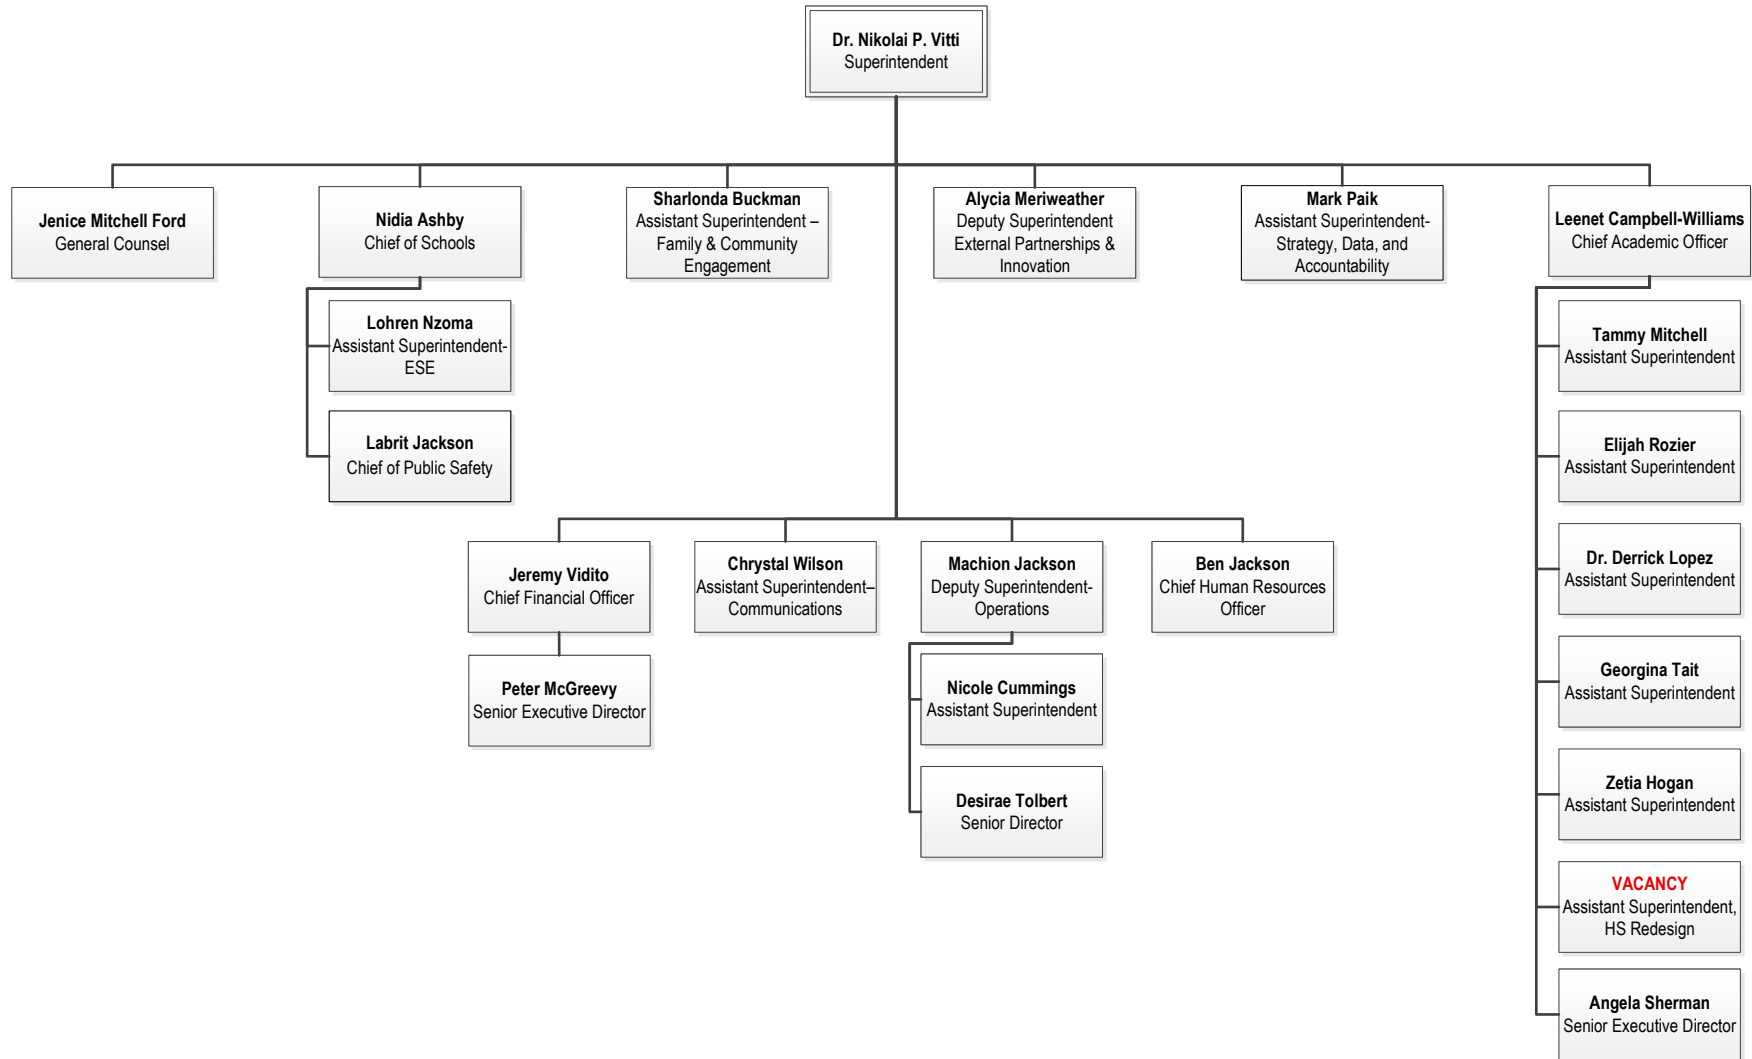 Dr. Nikolai P. Vitti
Superintendent
Jenice Mitchell Ford
General Counsel
Nidia Ashby
Chief of Schools
Sharlonda Buckman
Assistant Superintendent –
Family & Community
Engagement
Alycia Meriweather
Deputy Superintendent
External Partnerships &
Innovation
Mark Paik
Assistant Superintendent-
Strategy, Data, and
Accountability
Leenet Campbell-Williams
Chief Academic Officer
Lohren Nzoma
Assistant Superintendent-
ESE
Labrit Jackson
Chief of Public Safety
Jeremy Vidito
Chief Financial Officer
Peter McGreevy
Senior Executive Director
Chrystal Wilson
Assistant Superintendent–
Communications
Machion Jackson
Deputy Superintendent-
Operations
Nicole Cummings
Assistant Superintendent
Desirae Tolbert
Senior Director
Ben Jackson
Chief Human Resources
Officer
Tammy Mitchell
Assistant Superintendent
Elijah Rozier
Assistant Superintendent
Dr. Derrick Lopez
Assistant Superintendent
Georgina Tait
Assistant Superintendent
Zetia Hogan
Assistant Superintendent
VACANCY
Assistant Superintendent,
HS Redesign
Angela Sherman
Senior Executive Director